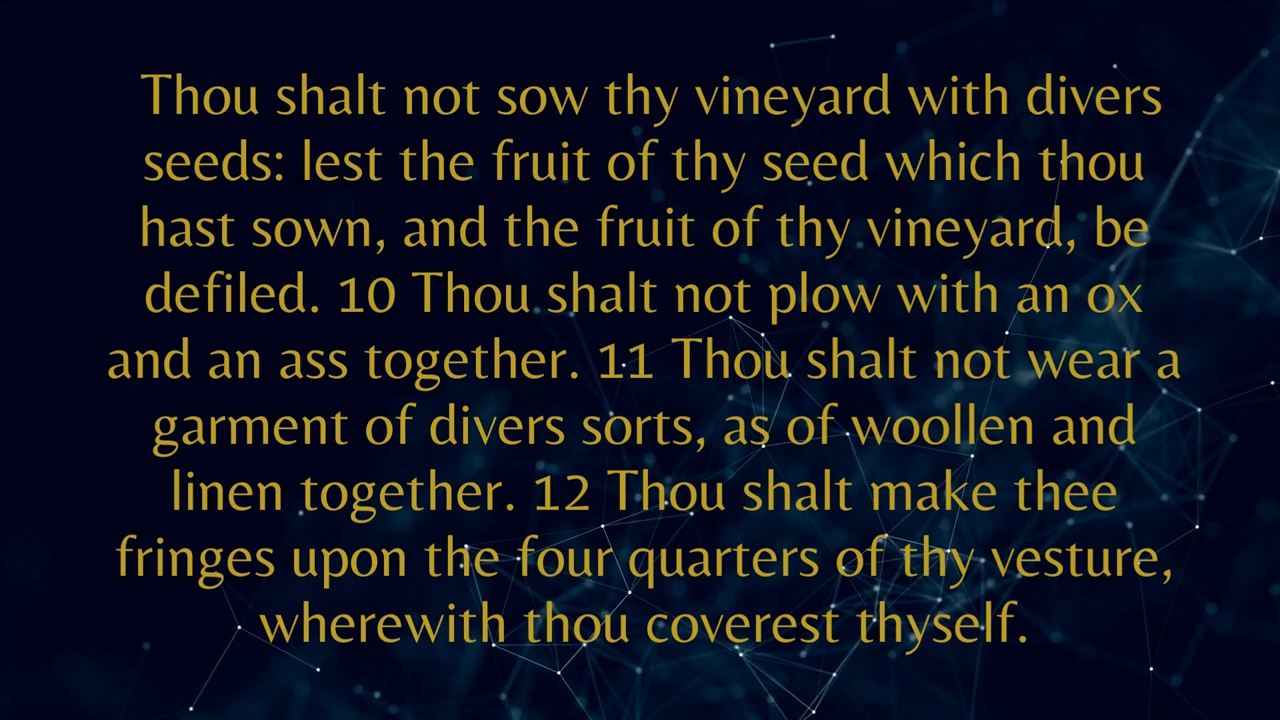 Thou shalt not sow thy vineyard with divers
seeds: lest the fruit of thy seed which thou
hast sown, and the fruit of thy vineyard, be
defiled. 10 Thou shalt not plow with an ox
and an ass together. 11 Thou shalt not wear a
garment of divers sorts, as of woollen and
linen together. 12 Thou shalt make thee
fringes upon the four quarters of thy vesture,
wherewith thou coverest thyself.